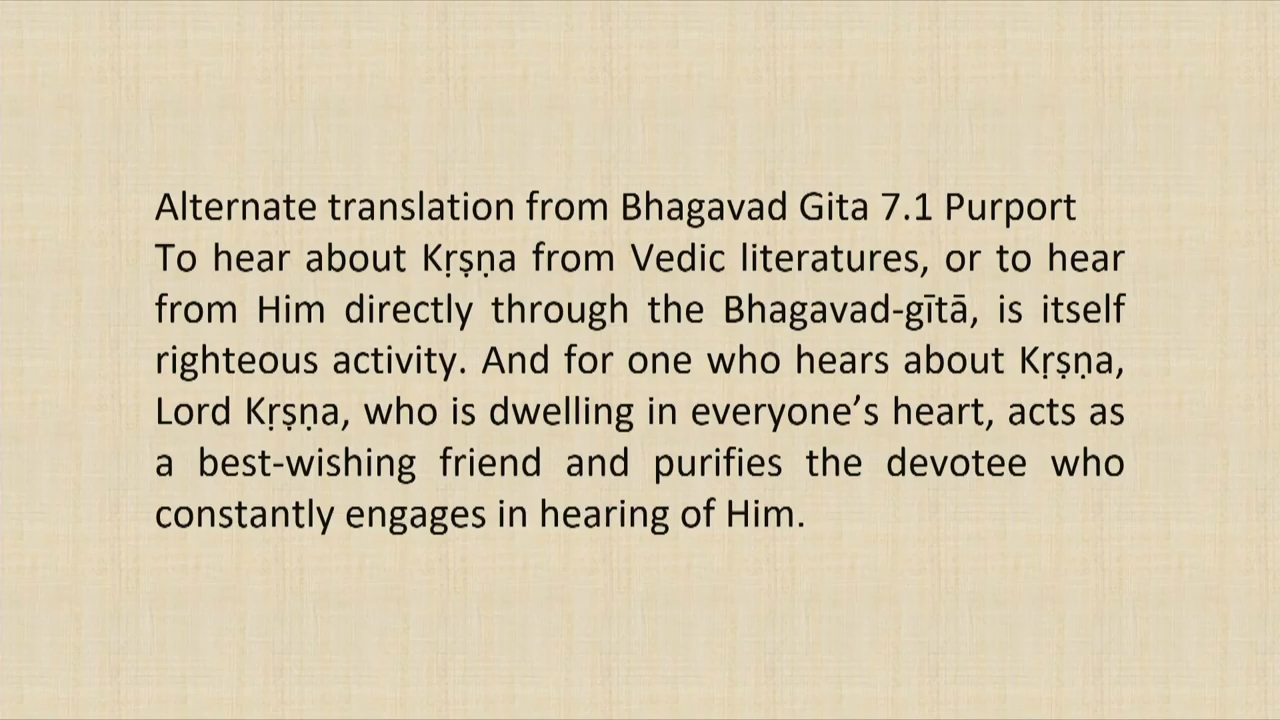 Alternate translation from Bhagavad Gita 7.1 Purport
To hear about Kṛṣṇa from Vedic literatures, or to hear
from Him directly through the Bhagavad-gītā, is itself
righteous activity. And for one who hears about Kṛṣṇa,
Lord Kṛṣṇa, who is dwelling in everyone’s heart, acts as
a best-wishing friend and purifies the devotee who
constantly engages in hearing of Him.